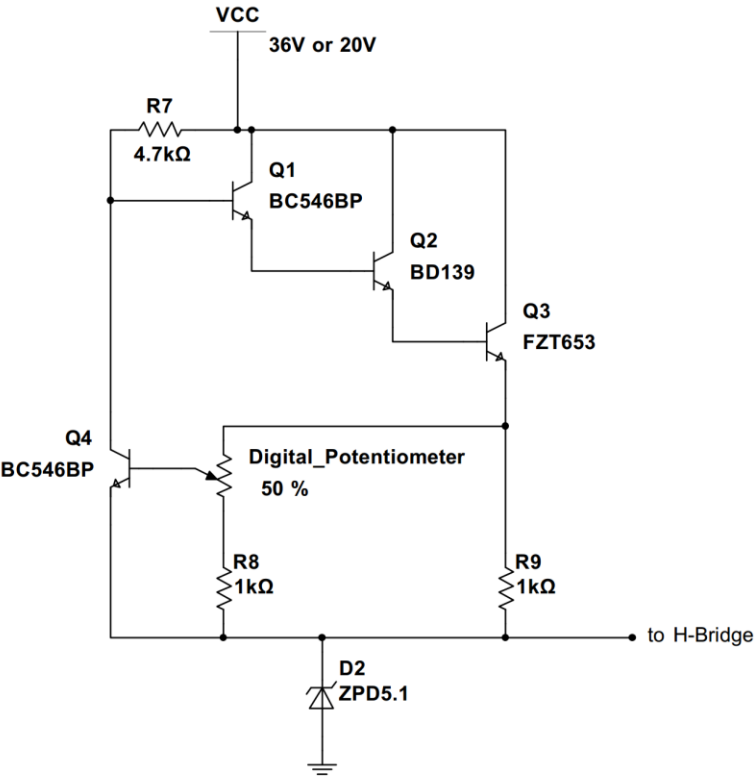 VCC
36V or 20V
R7
4.7kΩ
Q1
BC546BP
Q2
BD139
Q3
FZT653
Q4
BC546BP
Digital_Potentiometer
50 %
R8
1kΩ
R9
1kΩ
to H-Bridge
D2
ZPD5.1